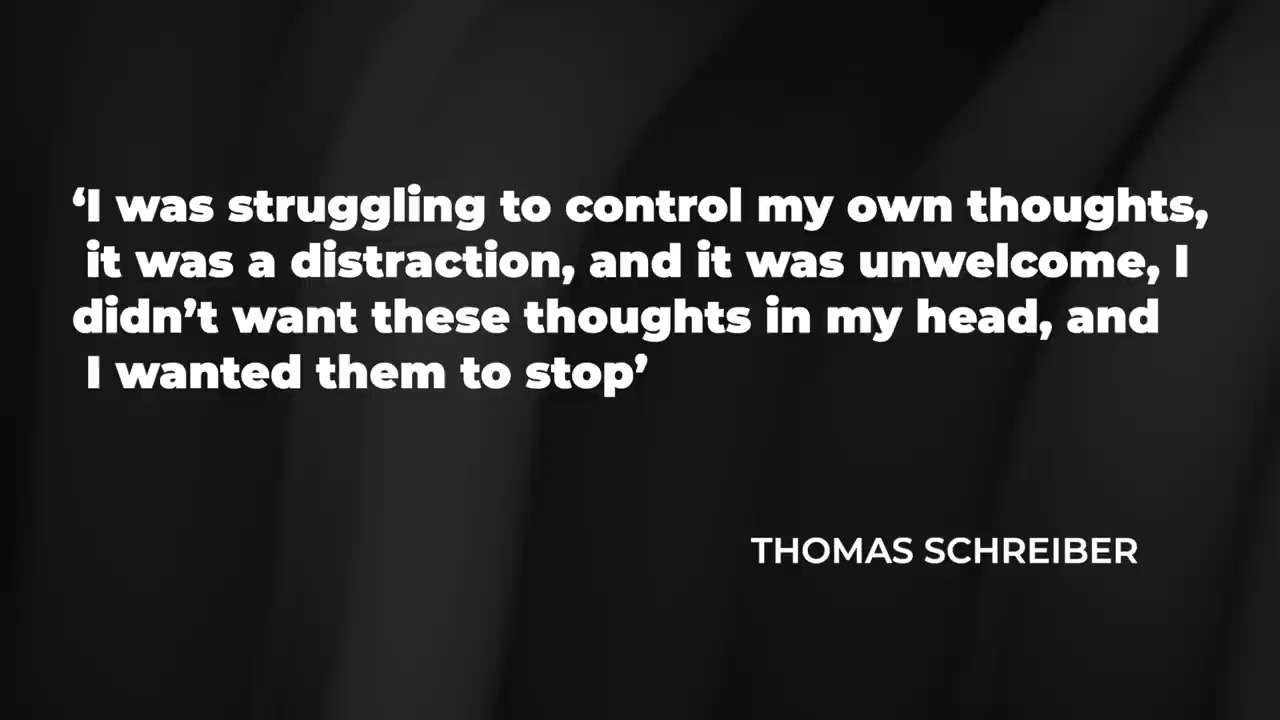 ‘I was struggling to control my own thoughts,
it was a distraction, and it was unwelcome, I
didn’t want these thoughts in my head, and
I wanted them to stop’
THOMAS SCHREIBER